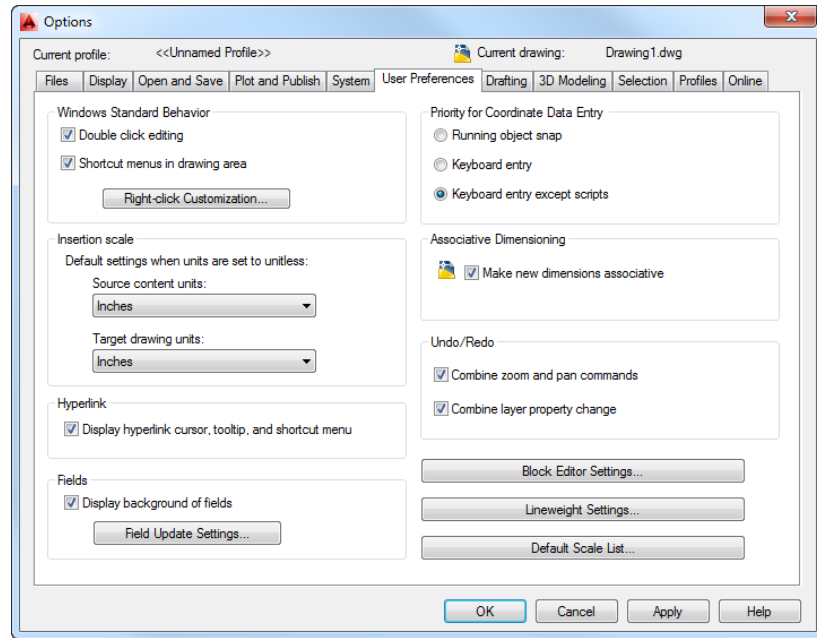 Options
Current profile: <<Unnamed Profile>> Current drawing: Drawing1.dwg
Files Display Open and Save Plot and Publish System User Preferences Drafting 3D Modeling Selection Profiles Online
Windows Standard Behavior
Double click editing
Shortcut menus in drawing area
Right-click Customization...
Insertion scale
Default settings when units are set to unitless:
Source content units:
Inches
Target drawing units:
Inches
Hyperlink
Display hyperlink cursor, tooltip, and shortcut menu
Fields
Display background of fields
Field Update Settings...
Priority for Coordinate Data Entry
Running object snap
Keyboard entry
Keyboard entry except scripts
Associative Dimensioning
Make new dimensions associative
Undo/Redo
Combine zoom and pan commands
Combine layer property change
Block Editor Settings...
Lineweight Settings...
Default Scale List...
OK Cancel Apply Help